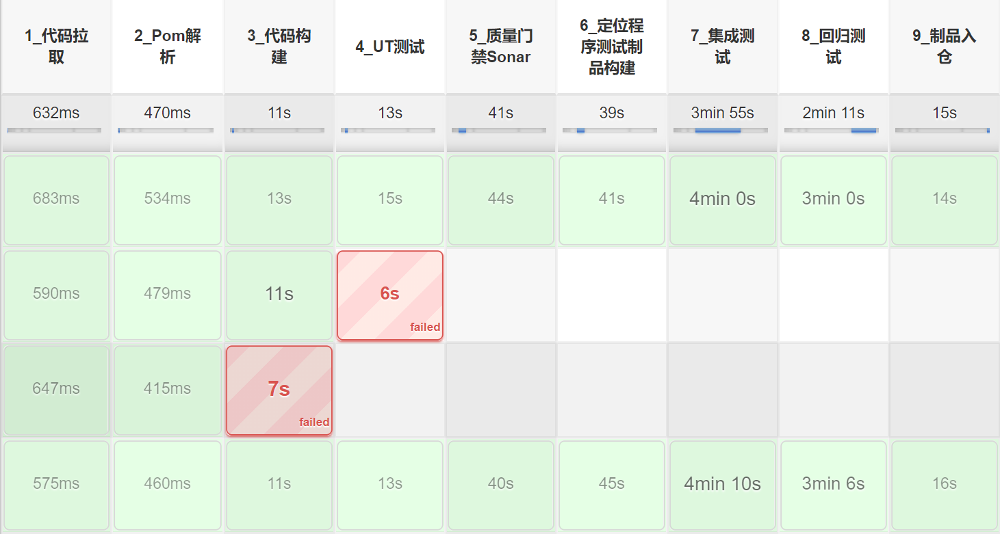 1_代码拉
取
2_Pom解
析
3_代码构
建
4_UT测试
5_质量门
禁Sonar
6_定位程
序测试制
品构建
7_集成测
试
8_回归测
试
9_制品入
仓
632ms
470ms
11s
13s
41s
39s
3min 55s
2min 11s
15s
683ms
534ms
13s
15s
44s
41s
4min 0s
3min 0s
14s
590ms
479ms
11s
6s
failed
647ms
415ms
7s
failed
575ms
460ms
11s
13s
40s
45s
4min 10s
3min 6s
16s